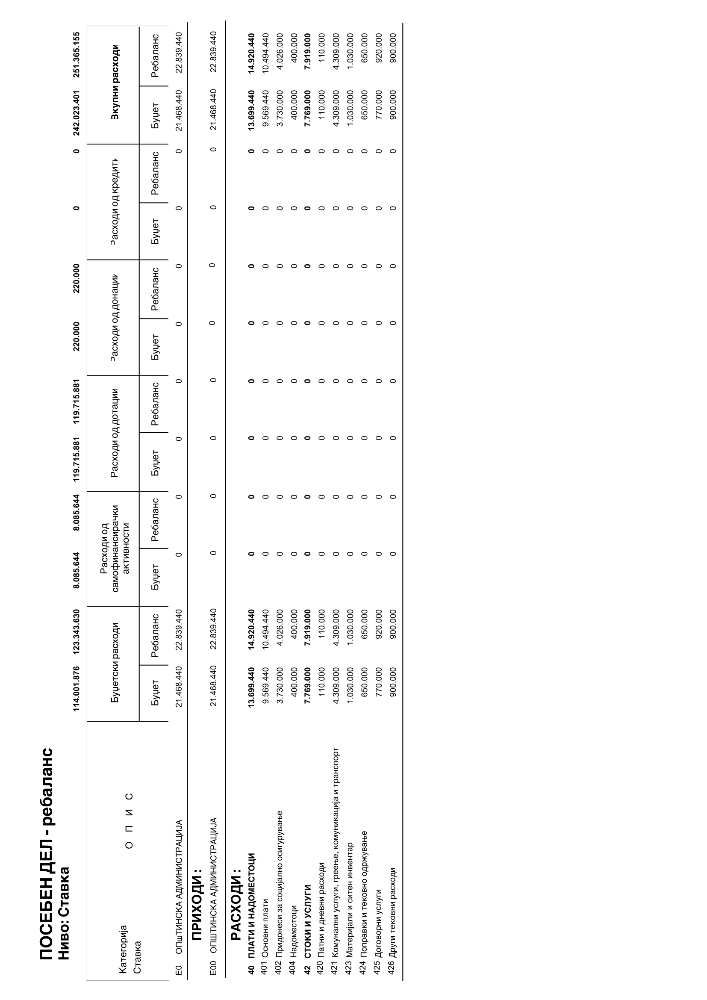 ПОСЕБЕН ДЕЛ - ребаланс
Ниво: Ставка
114.001.876 123.343.630 8.085.644 8.085.644 119.715.881 119.715.881 220.000 220.000 0 0 242.023.401 251.365.155
Категорија
Ставка
О П И С
Буџетски расходи
Расходи од
самофинансирачки
активности
Расходи од дотации
Расходи од донации
Расходи од кредити
Вкупни расходи
Буџет Ребаланс Буџет Ребаланс Буџет Ребаланс Буџет Ребаланс Буџет Ребаланс Буџет Ребаланс
Е0 ОПшТИНСКА АДМИНИСТРАЦИЈА 21.468.440 22.839.440 0 0 0 0 0 0 0 0 21.468.440 22.839.440
ПРИХОДИ :
Е00 ОПШТИНСКА АДМИНИСТРАЦИЈА 21.468.440 22.839.440 0 0 0 0 0 0 0 0 21.468.440 22.839.440
РАСХОДИ :
40 ПЛАТИ И НАДОМЕСТОЦИ 13.699.440 14.920.440 0 0 0 0 0 0 0 0 13.699.440 14.920.440
401 Основни плати 9.569.440 10.494.440 0 0 0 0 0 0 0 0 9.569.440 10.494.440
402 Придонеси за социјално осигурување 3.730.000 4.026.000 0 0 0 0 0 0 0 0 3.730.000 4.026.000
404 Надоместоци 400.000 400.000 0 0 0 0 0 0 0 0 400.000 400.000
42 СТОКИ И УСЛУГИ 7.769.000 7.919.000 0 0 0 0 0 0 0 0 7.769.000 7.919.000
420 Патни и дневни расходи 110.000 110.000 0 0 0 0 0 0 0 0 110.000 110.000
421 Комунални услуги, греење, комуникација и транспорт 4.309.000 4.309.000 0 0 0 0 0 0 0 0 4.309.000 4.309.000
423 Материјали и ситен инвентар 1.030.000 1.030.000 0 0 0 0 0 0 0 0 1.030.000 1.030.000
424 Поправки и тековно одржување 650.000 650.000 0 0 0 0 0 0 0 0 650.000 650.000
425 Договорни услуги 770.000 920.000 0 0 0 0 0 0 0 0 770.000 920.000
426 Други тековни расходи 900.000 900.000 0 0 0 0 0 0 0 0 900.000 900.000